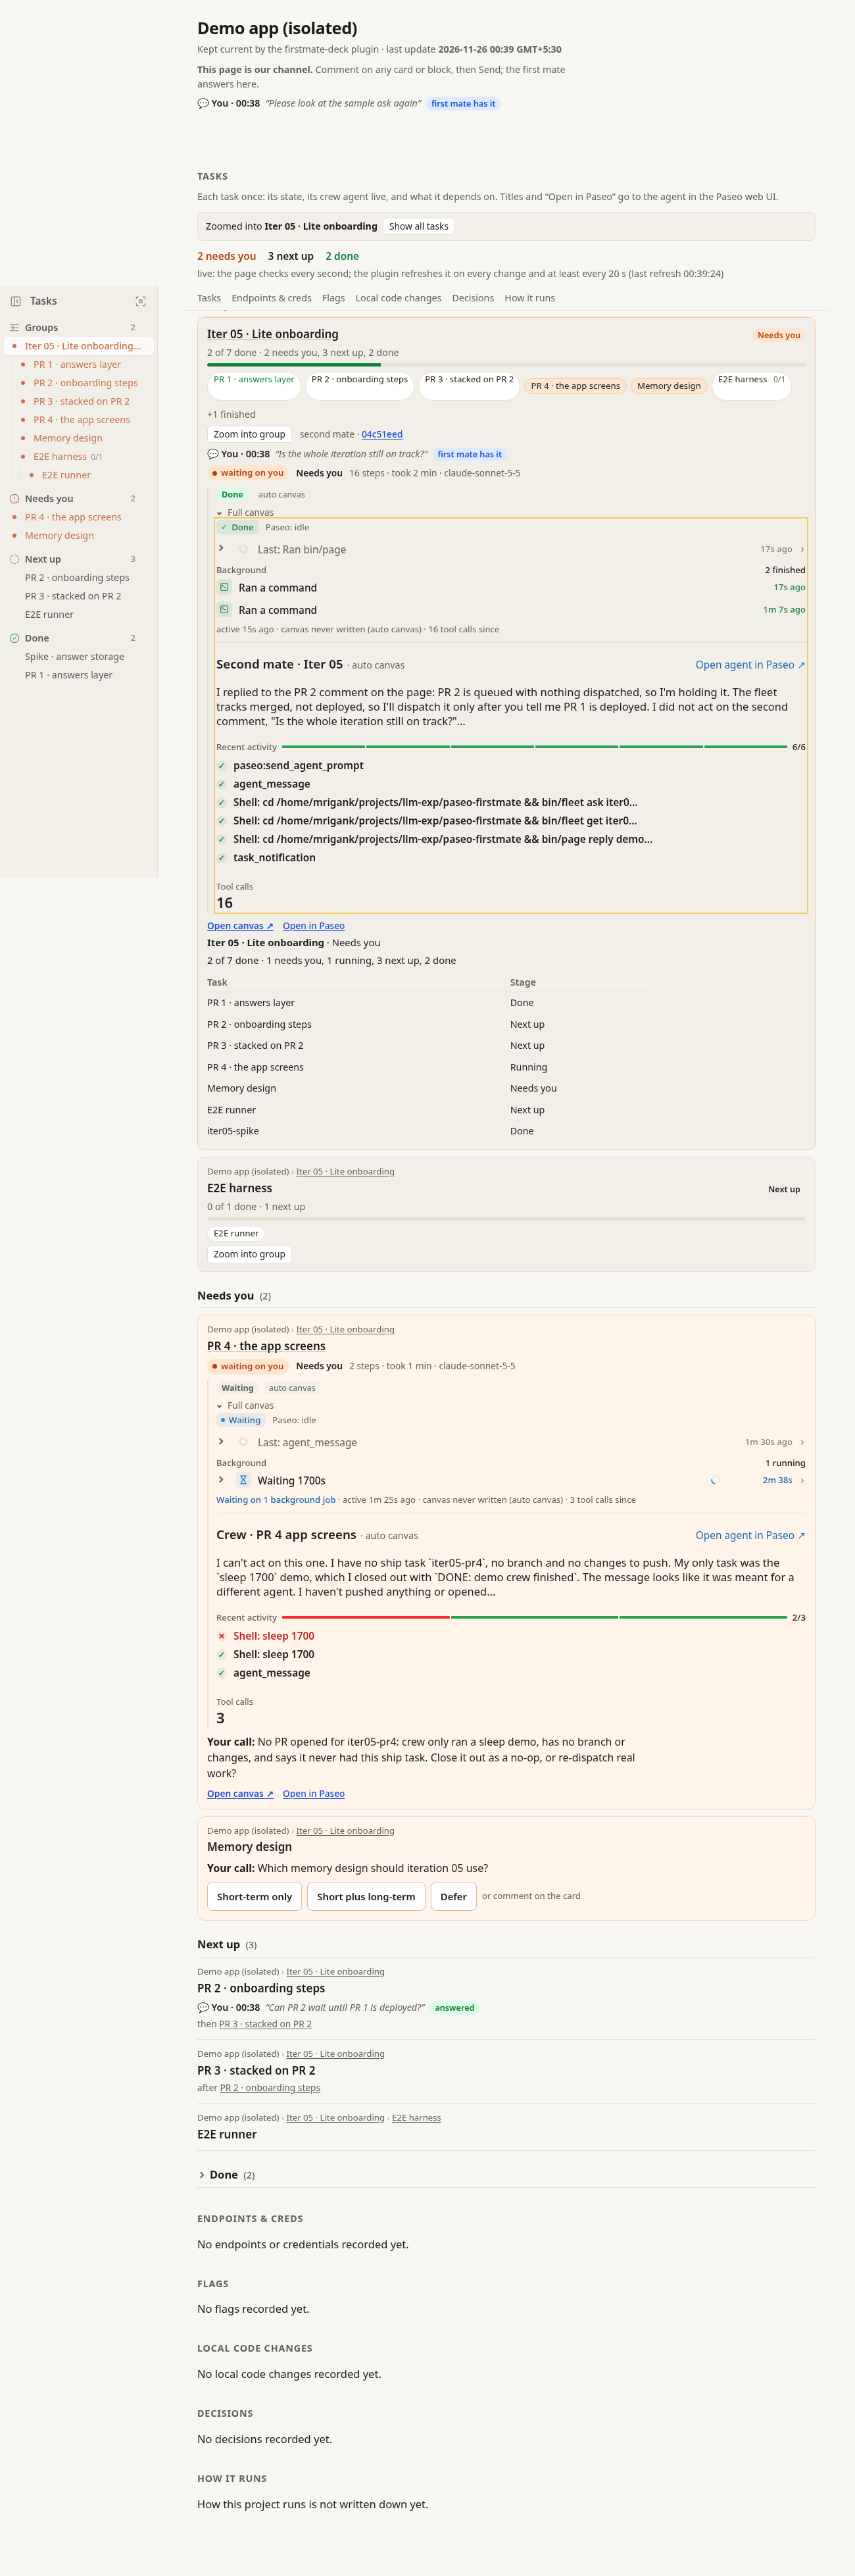 Demo app (isolated)
Kept current by the firstmate-deck plugin · last update 2026-11-26 00:39 GMT+5:30
This page is our channel. Comment on any card or block, then Send; the first mate
answers here.
💬 You · 00:38 “Please look at the sample ask again” first mate has it
TASKS
Each task once: its state, its crew agent live, and what it depends on. Titles and “Open in Paseo” go to the agent in the Paseo web UI.
Zoomed into Iter 05 · Lite onboarding Show all tasks
2 needs you 3 next up 2 done
live: the page checks every second; the plugin refreshes it on every change and at least every 20 s (last refresh 00:39:24)
Tasks Endpoints & creds Flags Local code changes Decisions How it runs
Tasks
Groups 2
Iter 05 · Lite onboarding...
PR 1 · answers layer
PR 2 · onboarding steps
PR 3 · stacked on PR 2
PR 4 · the app screens
Memory design
E2E harness 0/1
E2E runner
Needs you 2
PR 4 · the app screens
Memory design
Next up 3
PR 2 · onboarding steps
PR 3 · stacked on PR 2
E2E runner
Done 2
Spike · answer storage
PR 1 · answers layer
Iter 05 · Lite onboarding Needs you
2 of 7 done · 2 needs you, 3 next up, 2 done
PR 1 · answers layer PR 2 · onboarding steps PR 3 · stacked on PR 2 PR 4 · the app screens Memory design E2E harness 0/1
+1 finished
Zoom into group second mate · 04c51eed
💬 You · 00:38 “Is the whole iteration still on track?” first mate has it
waiting on you Needs you 16 steps · took 2 min · claude-sonnet-5-5
Done auto canvas
Full canvas
✓ Done Paseo: idle
Last: Ran bin/page 17s ago ›
Background 2 finished
Ran a command 17s ago
Ran a command 1m 7s ago
active 15s ago · canvas never written (auto canvas) · 16 tool calls since
Second mate · Iter 05 · auto canvas Open agent in Paseo ↗
I replied to the PR 2 comment on the page: PR 2 is queued with nothing dispatched, so I'm holding it. The fleet
tracks merged, not deployed, so I'll dispatch it only after you tell me PR 1 is deployed. I did not act on the second
comment, "Is the whole iteration still on track?"...
Recent activity 6/6
✓ paseo:send_agent_prompt
✓ agent_message
✓ Shell: cd /home/mrigank/projects/llm-exp/paseo-firstmate && bin/fleet ask iter0...
✓ Shell: cd /home/mrigank/projects/llm-exp/paseo-firstmate && bin/fleet get iter0...
✓ Shell: cd /home/mrigank/projects/llm-exp/paseo-firstmate && bin/page reply demo...
✓ task_notification
Tool calls
16
Open canvas ↗ Open in Paseo
Iter 05 · Lite onboarding · Needs you
2 of 7 done · 1 needs you, 1 running, 3 next up, 2 done
Task Stage
PR 1 · answers layer Done
PR 2 · onboarding steps Next up
PR 3 · stacked on PR 2 Next up
PR 4 · the app screens Running
Memory design Needs you
E2E runner Next up
iter05-spike Done
Demo app (isolated) › Iter 05 · Lite onboarding
E2E harness Next up
0 of 1 done · 1 next up
E2E runner
Zoom into group
Needs you (2)
Demo app (isolated) › Iter 05 · Lite onboarding
PR 4 · the app screens
waiting on you Needs you 2 steps · took 1 min · claude-sonnet-5-5
Waiting auto canvas
Full canvas
Waiting Paseo: idle
Last: agent_message 1m 30s ago ›
Background 1 running
Waiting 1700s 2m 38s ›
Waiting on 1 background job · active 1m 25s ago · canvas never written (auto canvas) · 3 tool calls since
Crew · PR 4 app screens · auto canvas Open agent in Paseo ↗
I can't act on this one. I have no ship task `iter05-pr4`, no branch and no changes to push. My only task was the
`sleep 1700` demo, which I closed out with `DONE: demo crew finished`. The message looks like it was meant for a
different agent. I haven't pushed anything or opened...
Recent activity 2/3
✕ Shell: sleep 1700
✓ Shell: sleep 1700
✓ agent_message
Tool calls
3
Your call: No PR opened for iter05-pr4: crew only ran a sleep demo, has no branch or
changes, and says it never had this ship task. Close it out as a no-op, or re-dispatch real
work?
Open canvas ↗ Open in Paseo
Demo app (isolated) › Iter 05 · Lite onboarding
Memory design
Your call: Which memory design should iteration 05 use?
Short-term only Short plus long-term Defer or comment on the card
Next up (3)
Demo app (isolated) › Iter 05 · Lite onboarding
PR 2 · onboarding steps
💬 You · 00:38 “Can PR 2 wait until PR 1 is deployed?” answered
then PR 3 · stacked on PR 2
Demo app (isolated) › Iter 05 · Lite onboarding
PR 3 · stacked on PR 2
after PR 2 · onboarding steps
Demo app (isolated) › Iter 05 · Lite onboarding › E2E harness
E2E runner
Done (2)
ENDPOINTS & CREDS
No endpoints or credentials recorded yet.
FLAGS
No flags recorded yet.
LOCAL CODE CHANGES
No local code changes recorded yet.
DECISIONS
No decisions recorded yet.
HOW IT RUNS
How this project runs is not written down yet.